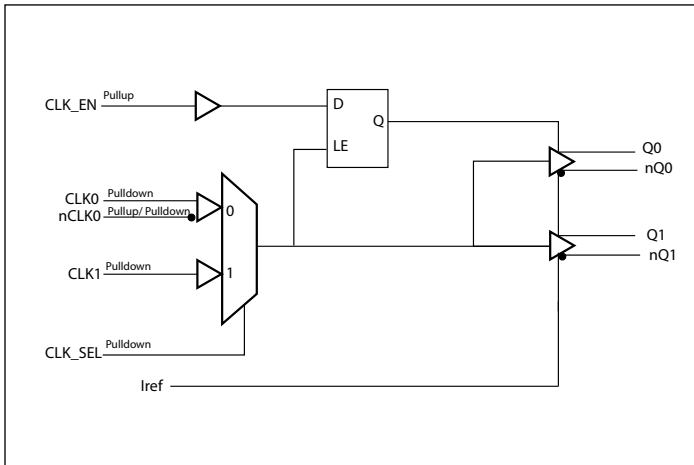 CLK_EN Pullup
D
Q
LE
Q0
nQ0
CLK0 Pulldown
nCLK0 Pullup/ Pulldown
0
Q1
nQ1
CLK1 Pulldown
1
CLK_SEL Pulldown
Iref